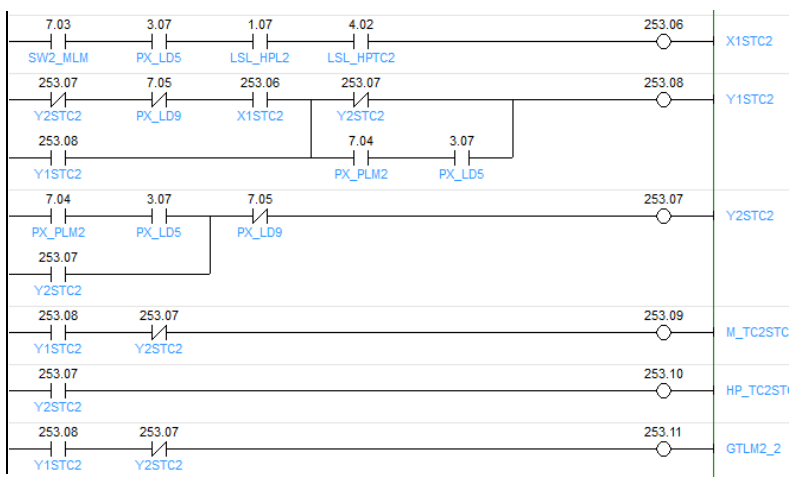 7.03 3.07 1.07 4.02 253.06
X1STC2
SW2_MLM PX_LD5 LSL_HPL2 LSL_HPTC2
253.07 7.05 253.06 253.07 253.08
Y1STC2
Y2STC2 PX_LD9 X1STC2 Y2STC2
253.08 7.04 3.07
Y1STC2 PX_PLM2 PX_LD5
7.04 3.07 7.05 253.07
Y2STC2
PX_PLM2 PX_LD5 PX_LD9
253.07
Y2STC2
253.08 253.07 253.09
M_TC2STC
Y1STC2 Y2STC2
253.07 253.10
HP_TC2ST
Y2STC2
253.08 253.07 253.11
GTLM2_2
Y1STC2 Y2STC2